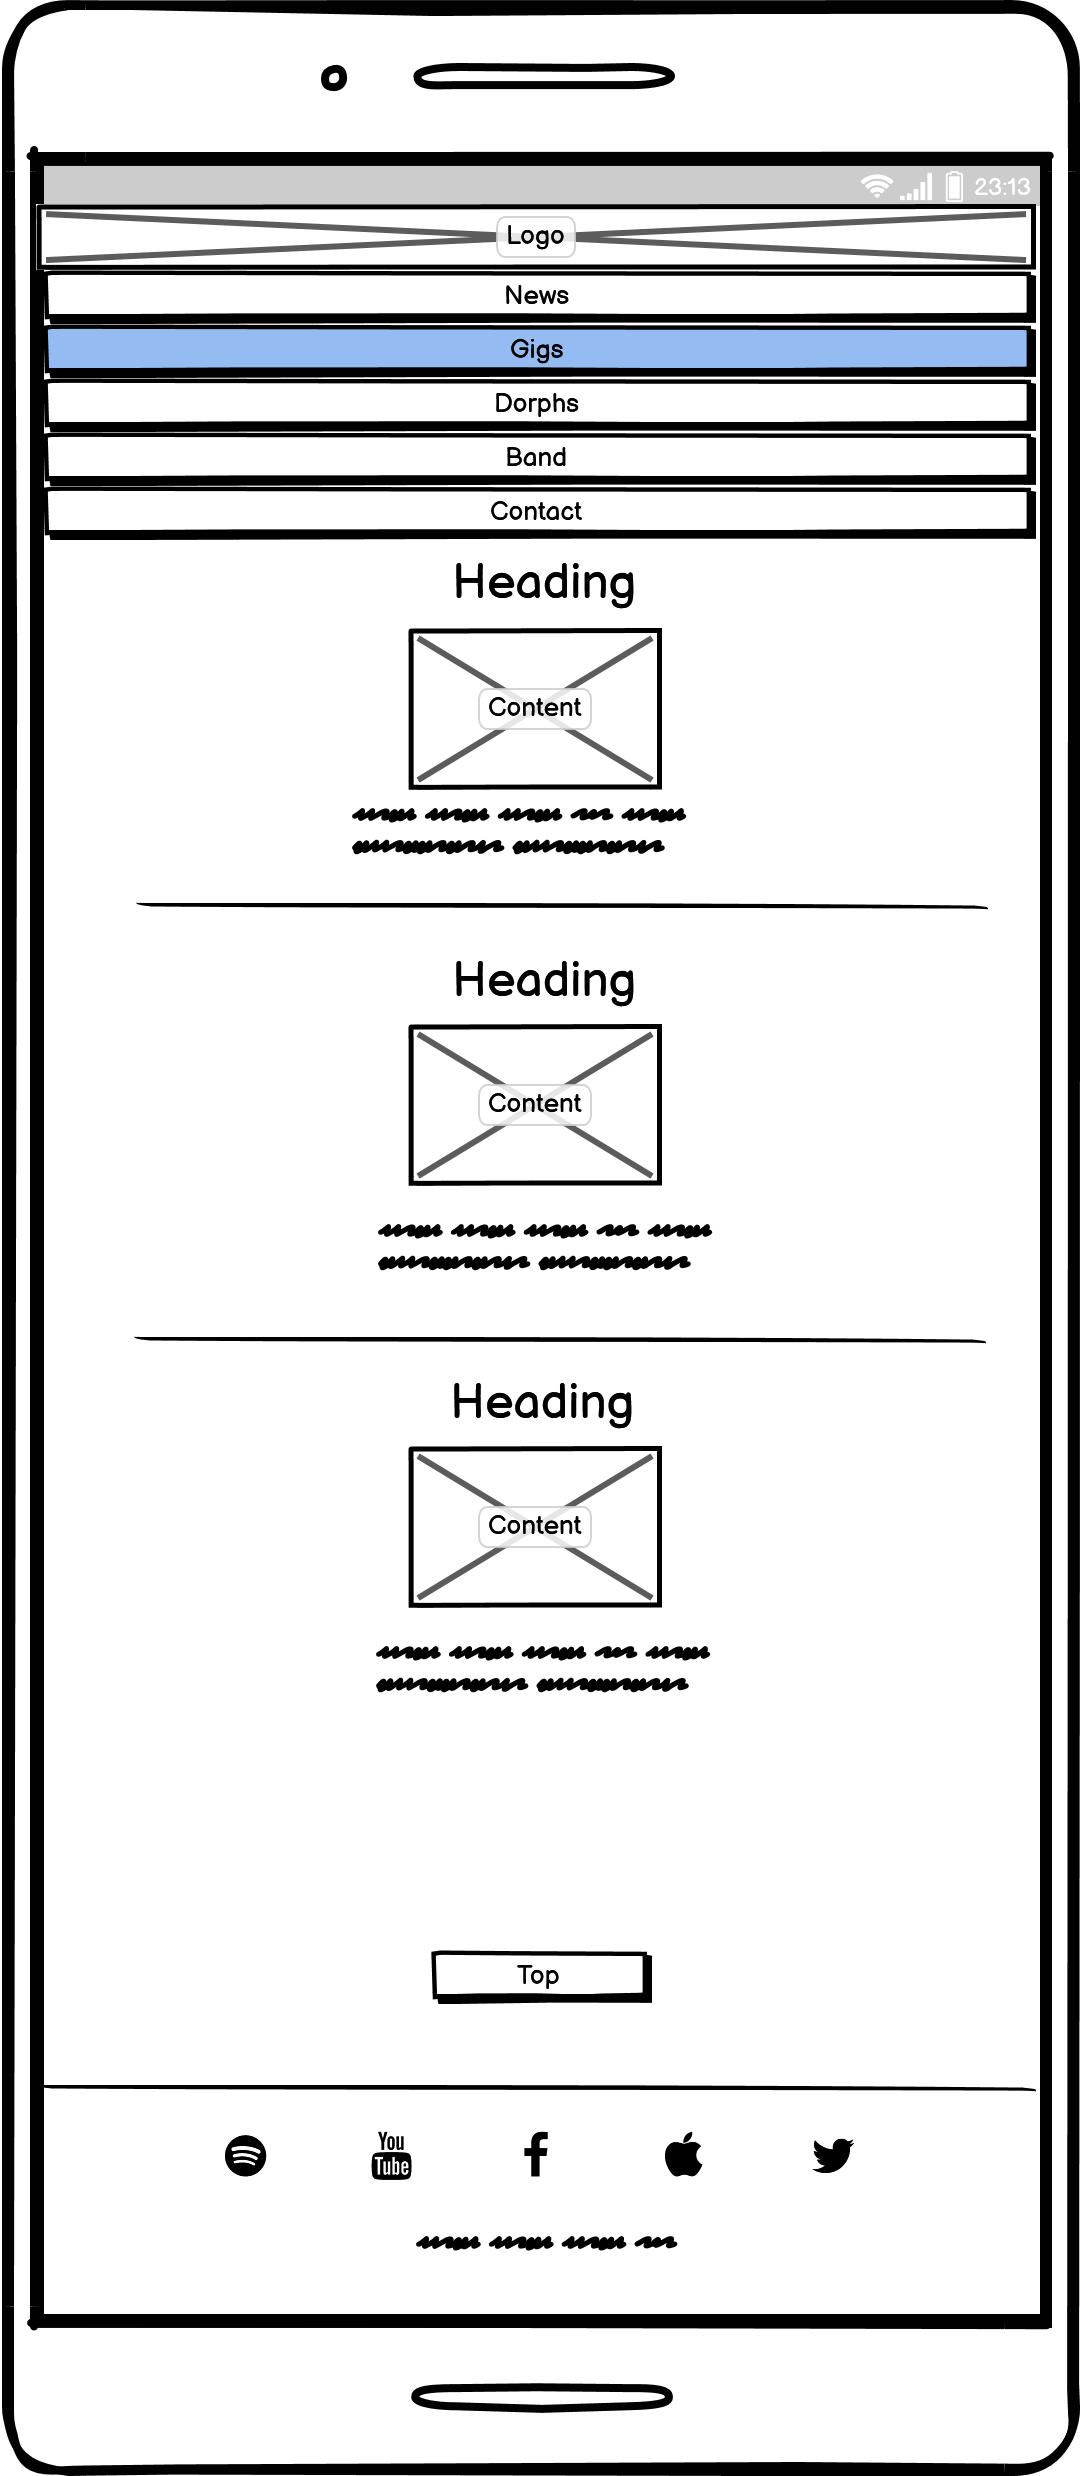 23:13
Logo
News
Gigs
Dorphs
Band
Contact
Heading
Content
Heading
Content
Heading
Content
Top
You
Tube